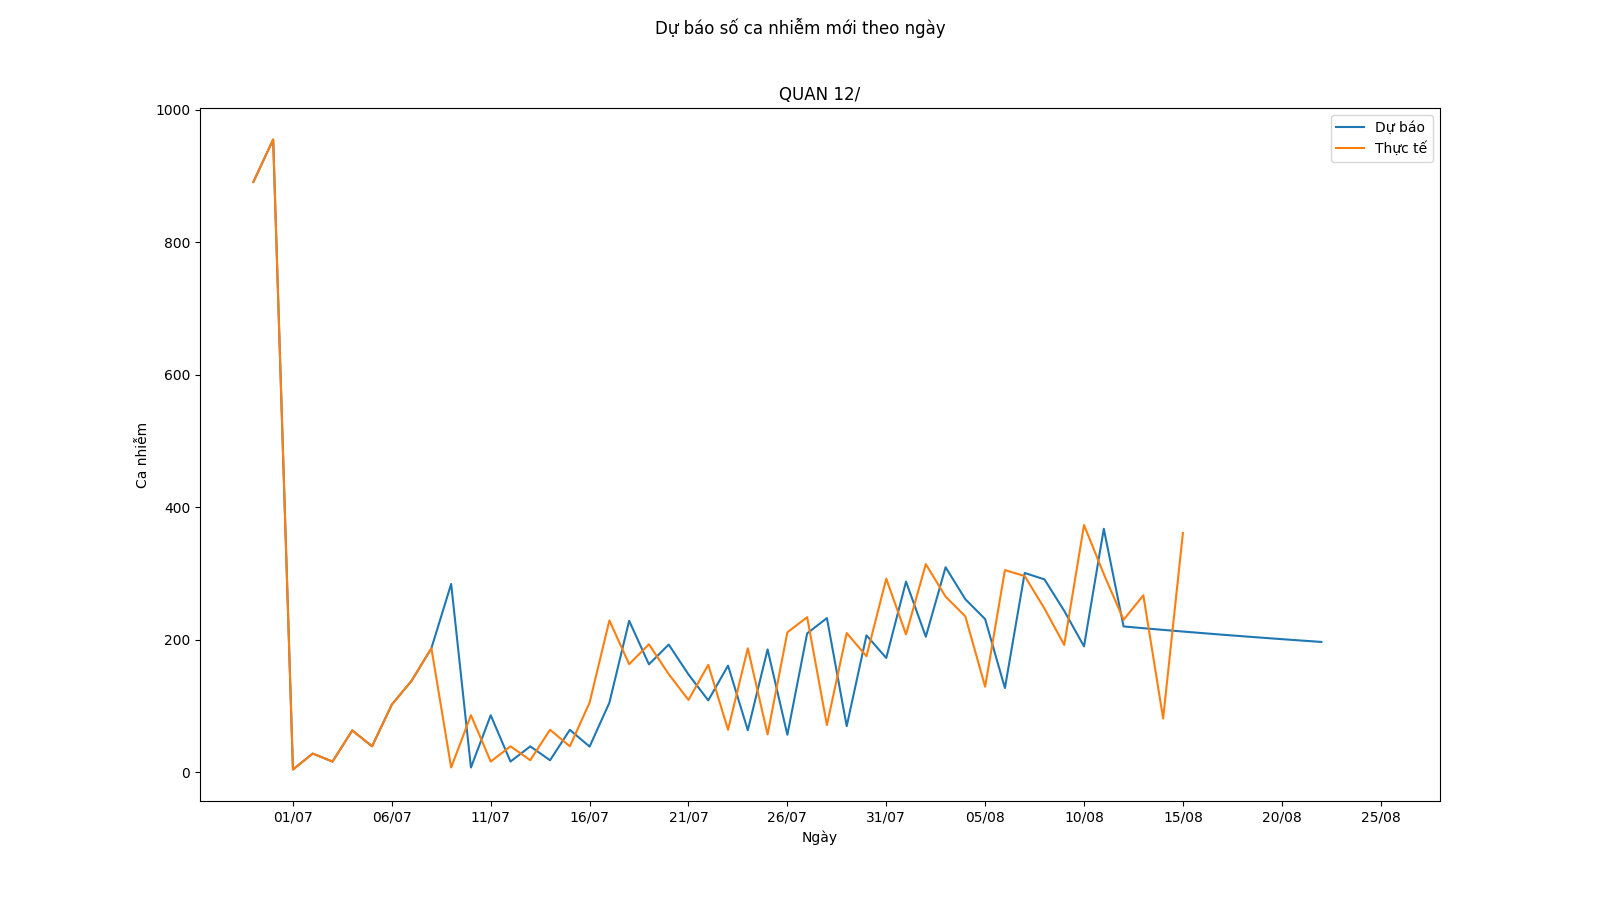 Dự báo số ca nhiễm mới theo ngày
QUAN 12/
Dự báo
Thực tế
1000
800
600
400
200
0
Ca nhiễm
01/07 06/07 11/07 16/07 21/07 26/07 31/07 05/08 10/08 15/08 20/08 25/08
Ngày